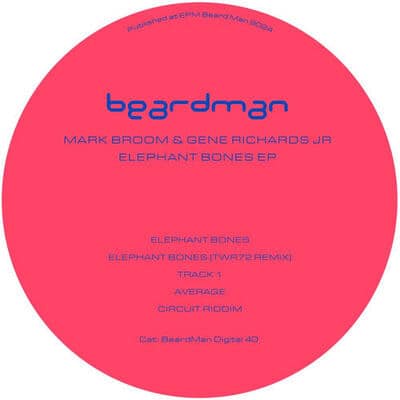 Published at EPM Beard Man 2024
beardman
MARK BROOM & GENE RICHARDS JR
ELEPHANT BONES EP
ELEPHANT BONES
ELEPHANT BONES (TWR72 REMIX)
TRACK 1
AVERAGE
CIRCUIT RIDDIM
Cat: BeardMan Digital 40